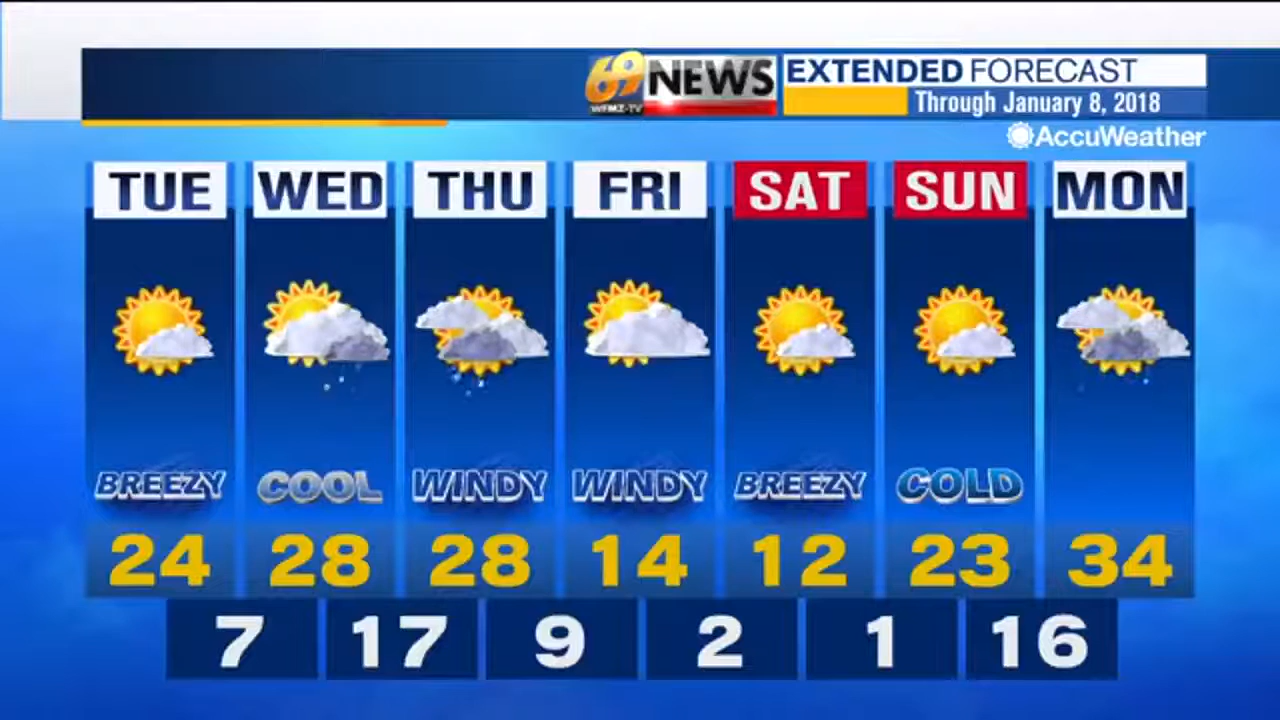 69 NEWS
WFMZ-TV
EXTENDED FORECAST
Through January 8, 2018
AccuWeather
TUE WED THU FRI SAT SUN MON
BREEZY COOL WINDY WINDY BREEZY COLD
24 28 28 14 12 23 34
7 17 9 2 1 16